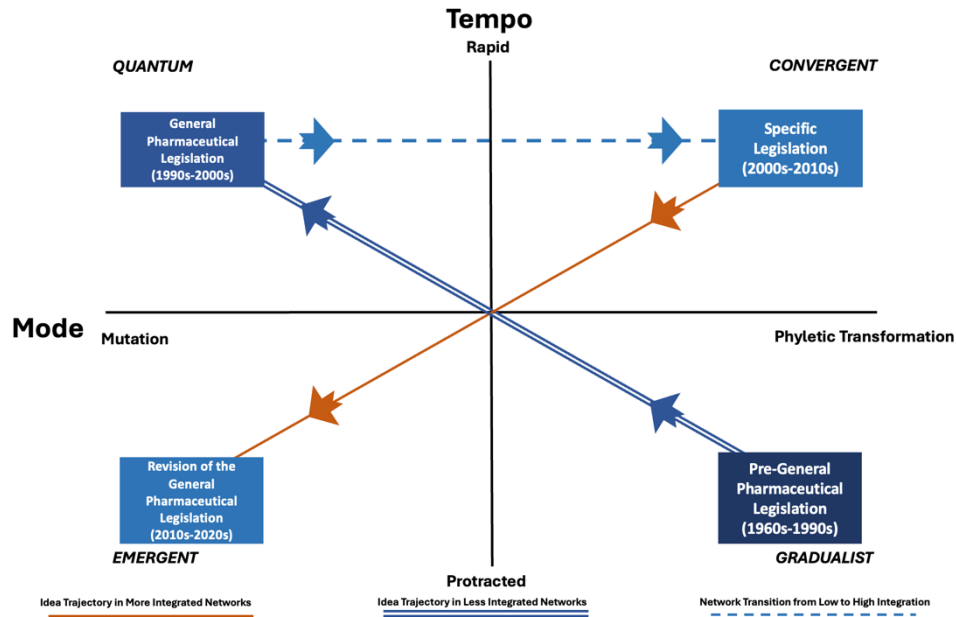 Tempo
Rapid
QUANTUM
CONVERGENT
General
Pharmaceutical
Legislation
(1990s-2000s)
Specific
Legislation
(2000s-2010s)
Mode
Mutation
Phyletic Transformation
Revision of the
General
Pharmaceutical
Legislation
(2010s-2020s)
Pre-General
Pharmaceutical
Legislation
(1960s-1990s)
EMERGENT
GRADUALIST
Protracted
Idea Trajectory in More Integrated Networks
Idea Trajectory in Less Integrated Networks
Network Transition from Low to High Integration